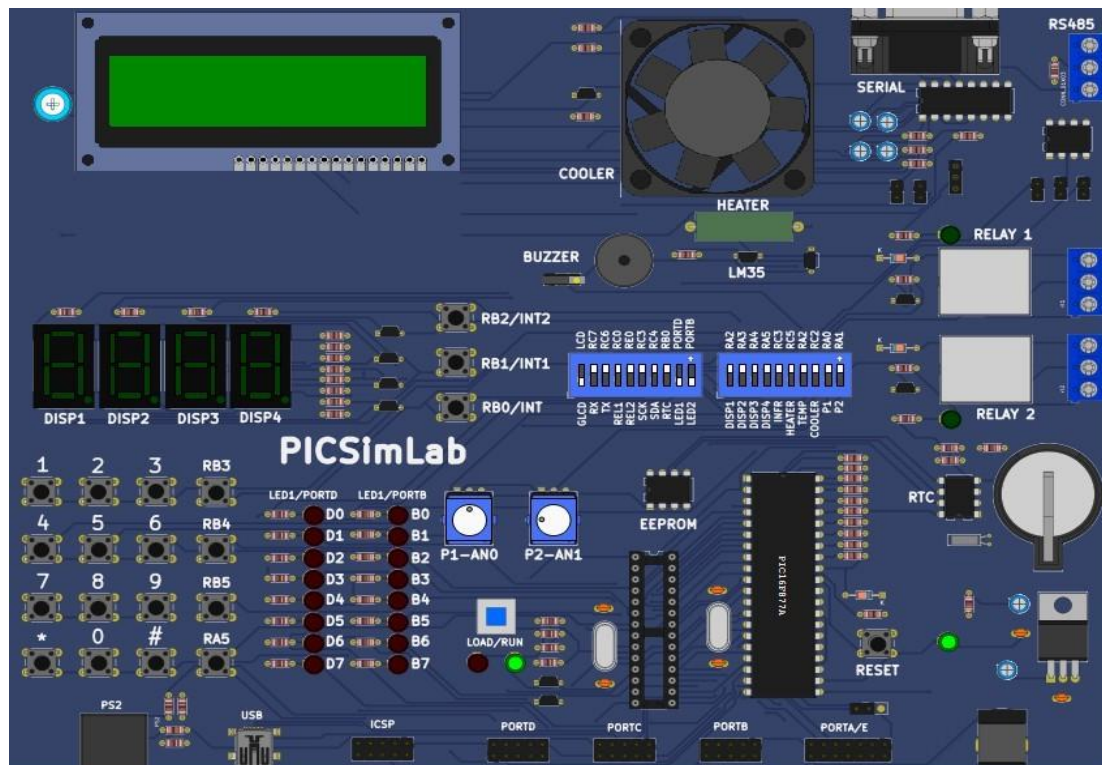 RS485
SERIAL
COOLER
HEATER
BUZZER
LM35
RELAY 1
RB2/INT2
RB1/INT1
RB0/INT
LCD
RC7
RC6
RC0
RE0
RC3
RC4
RB0
PORTD
PORTB
GLCD
RX
TX
REL1
REL2
SCK
SDA
RTC
LED1
LED2
RA2
RA3
RA4
RA5
RC3
RC5
RA2
RC2
RA0
RA1
DISP1
DISP2
DISP3
DISP4
INFR
HEATER
TEMP
COOLER
P1
P2
DISP1 DISP2 DISP3 DISP4
RELAY 2
PICSimLab
1 2 3 RB3
4 5 6 RB4
7 8 9 RB5
* 0 # RA5
LED1/PORTD LED1/PORTB
D0 B0
D1 B1
D2 B2
D3 B3
D4 B4
D5 B5
D6 B6
D7 B7
P1-AN0 P2-AN1
EEPROM
RTC
PIC16F877A
LOAD/RUN
RESET
PS2
USB
ICSP
PORTD
PORTC
PORTB
PORTA/E